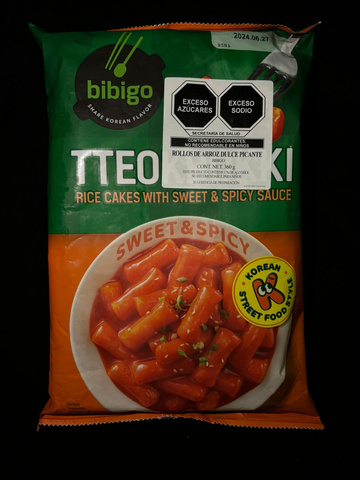 2024.06.27
bibigo
SHARE KOREAN FLAVOR
EXCESO AZÚCARES
EXCESO SODIO
SECRETARÍA DE SALUD
CONTIENE EDULCORANTES,
NO RECOMENDABLE EN NIÑOS
ROLLOS DE ARROZ DULCE PICANTE
BIBIGO
CONT. NET. 360 g
TTEO KI
RICE CAKES WITH SWEET & SPICY SAUCE
SWEET & SPICY
KOREAN
STREET FOOD STYLE